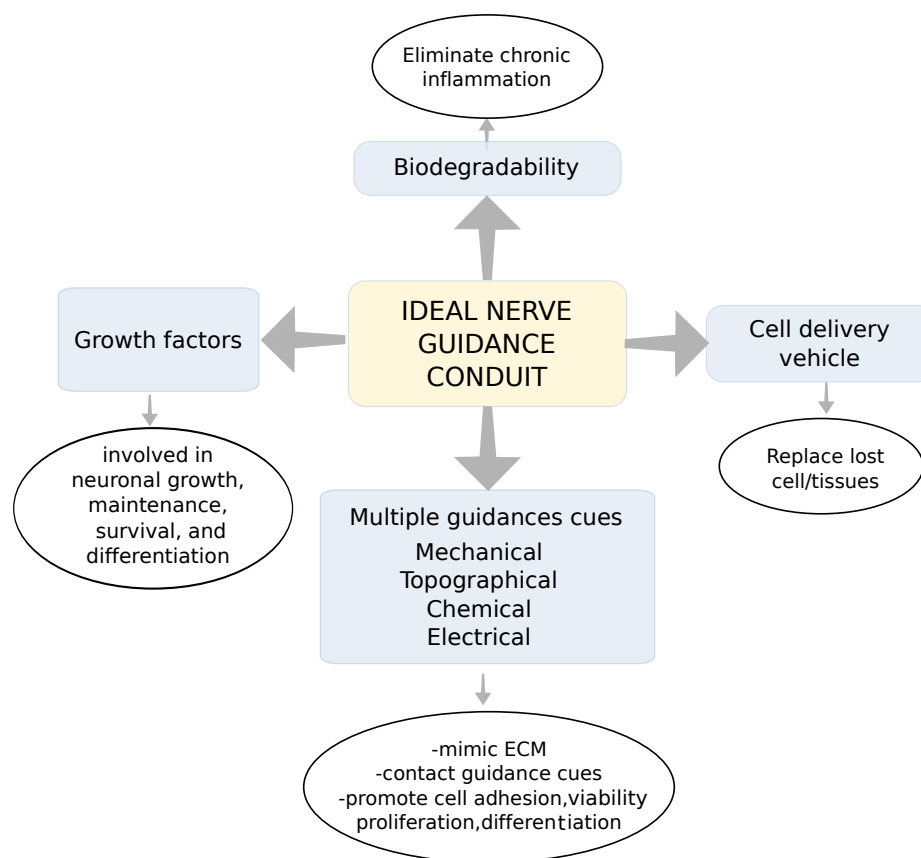 Eliminate chronic
inflammation
Biodegradability
IDEAL NERVE
GUIDANCE
CONDUIT
Growth factors
Cell delivery
vehicle
involved in
neuronal growth,
maintenance,
survival, and
differentiation
Replace lost
cell/tissues
Multiple guidances cues
Mechanical
Topographical
Chemical
Electrical
-mimic ECM
-contact guidance cues
-promote cell adhesion,viability
proliferation,differentiation